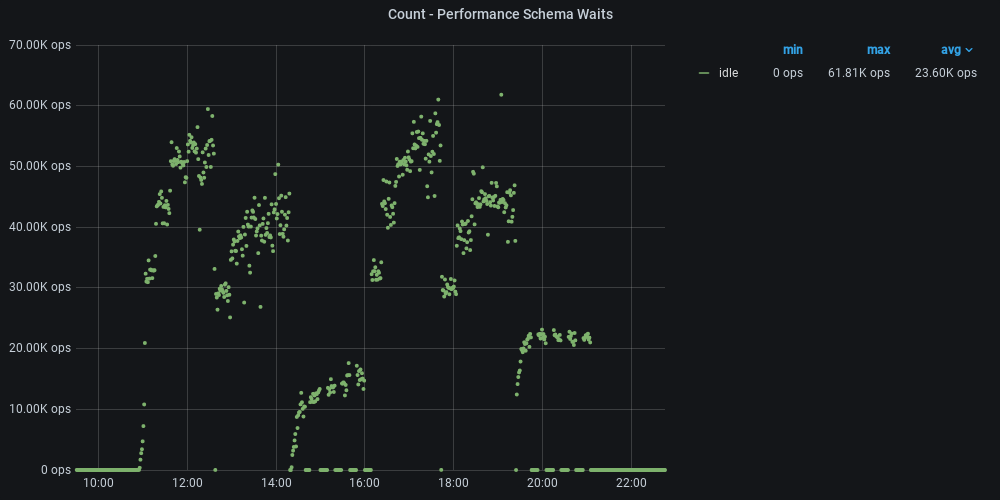 Count - Performance Schema Waits
70.00K ops
60.00K ops
50.00K ops
40.00K ops
30.00K ops
20.00K ops
10.00K ops
0 ops
10:00 12:00 14:00 16:00 18:00 20:00 22:00
min max avg
idle 0 ops 61.81K ops 23.60K ops